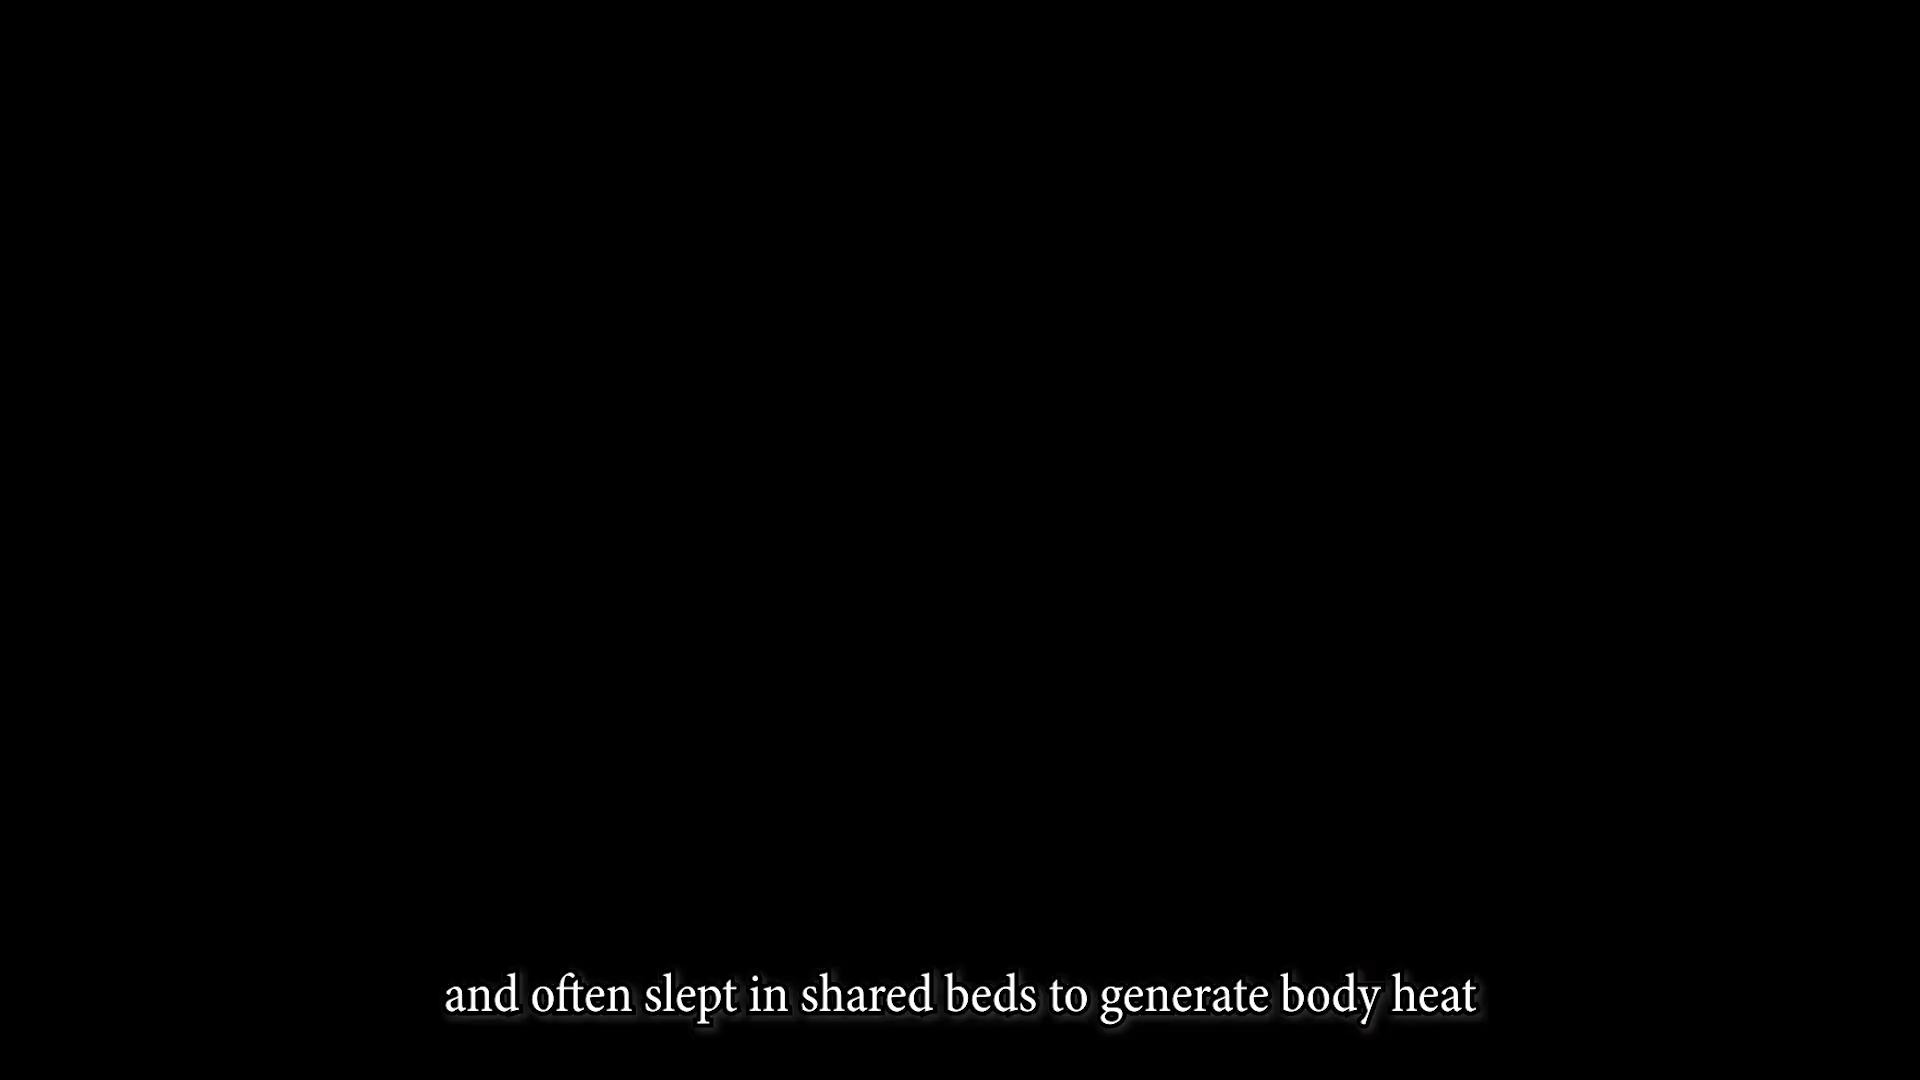 and often slept in shared beds to generate body heat